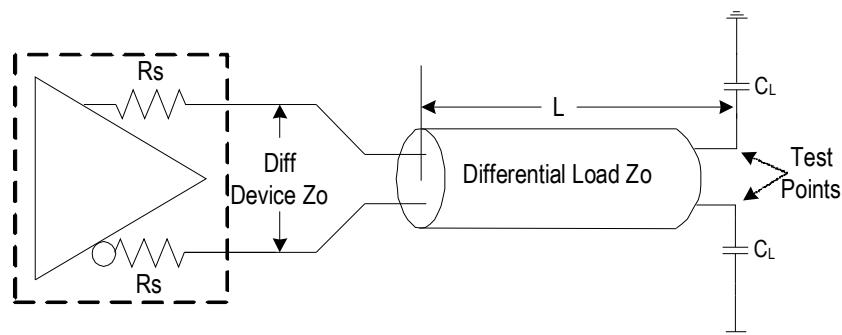 Rs
CL
L
Diff
Device Zo
Differential Load Zo
Test
Points
Rs
CL